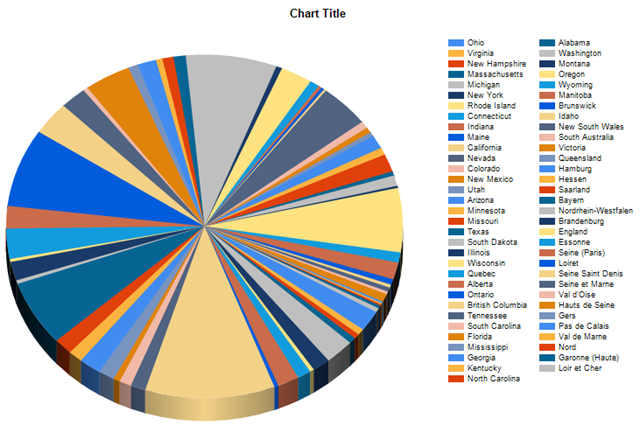 Chart Title
Ohio
Virginia
New Hampshire
Massachusetts
Michigan
New York
Rhode Island
Connecticut
Indiana
Maine
California
Nevada
Colorado
New Mexico
Utah
Arizona
Minnesota
Missouri
Texas
South Dakota
Illinois
Wisconsin
Quebec
Alberta
Ontario
British Columbia
Tennessee
South Carolina
Florida
Mississippi
Georgia
Kentucky
North Carolina
Alabama
Washington
Montana
Oregon
Wyoming
Manitoba
Brunswick
Idaho
New South Wales
South Australia
Victoria
Queensland
Hamburg
Hessen
Saarland
Bayern
Nordrhein-Westfalen
Brandenburg
England
Essonne
Seine (Paris)
Loiret
Seine Saint Denis
Seine et Marne
Val d'Oise
Hauts de Seine
Gers
Pas de Calais
Val de Marne
Nord
Garonne (Haute)
Loir et Cher